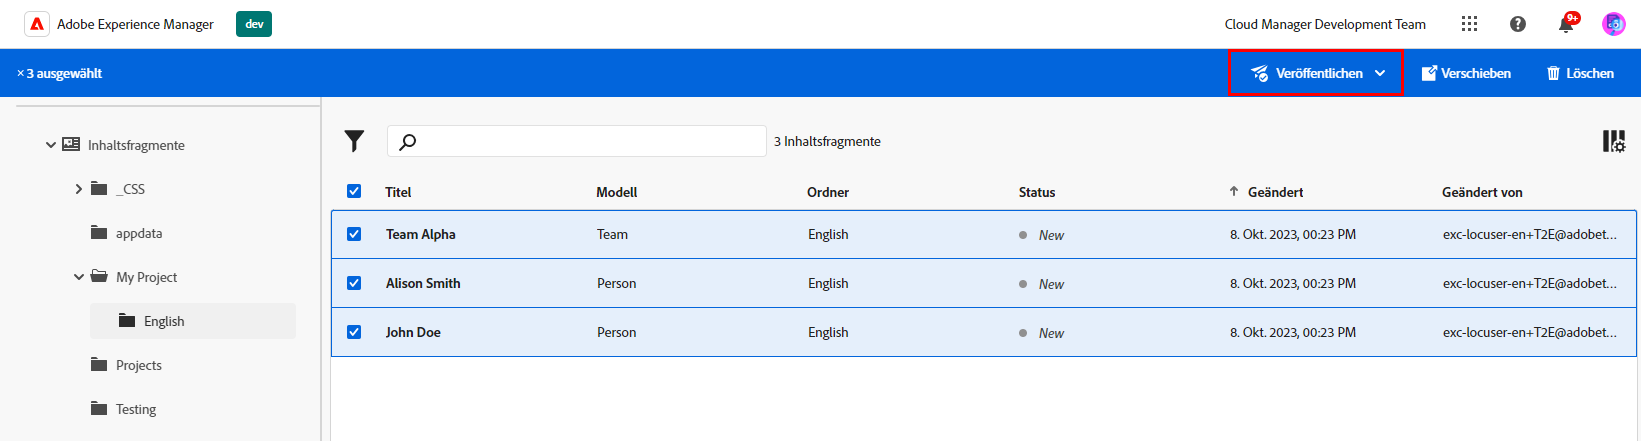 Adobe Experience Manager dev Cloud Manager Development Team 9+
× 3 ausgewählt Veröffentlichen Verschieben Löschen
Inhaltsfragmente
_CSS
appdata
My Project
English
Projects
Testing
3 Inhaltsfragmente
Titel Modell Ordner Status Geändert Geändert von
Team Alpha Team English New 8. Okt. 2023, 00:23 PM exc-locuser-en+T2E@adobet...
Alison Smith Person English New 8. Okt. 2023, 00:23 PM exc-locuser-en+T2E@adobet...
John Doe Person English New 8. Okt. 2023, 00:23 PM exc-locuser-en+T2E@adobet...